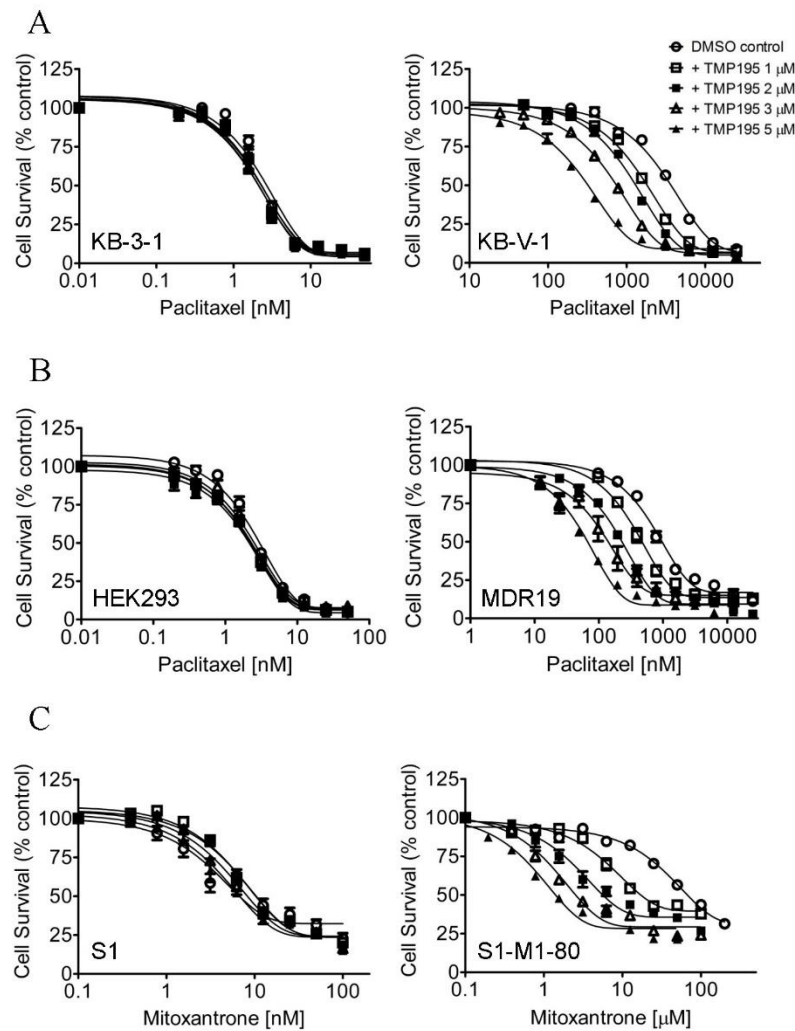 A
125
100
75
50
25
0
Cell Survival (% control)
KB-3-1
0.01 0.1 1 10
Paclitaxel [nM]
125
100
75
50
25
0
Cell Survival (% control)
KB-V-1
10 100 1000 10000
Paclitaxel [nM]
DMSO control
+ TMP195 1 µM
+ TMP195 2 µM
+ TMP195 3 µM
+ TMP195 5 µM
B
125
100
75
50
25
0
Cell Survival (% control)
HEK293
0.01 0.1 1 10 100
Paclitaxel [nM]
125
100
75
50
25
0
Cell Survival (% control)
MDR19
1 10 100 1000 10000
Paclitaxel [nM]
C
125
100
75
50
25
0
Cell Survival (% control)
S1
0.1 1 10 100
Mitoxantrone [nM]
125
100
75
50
25
0
Cell Survival (% control)
S1-M1-80
0.1 1 10 100
Mitoxantrone [µM]